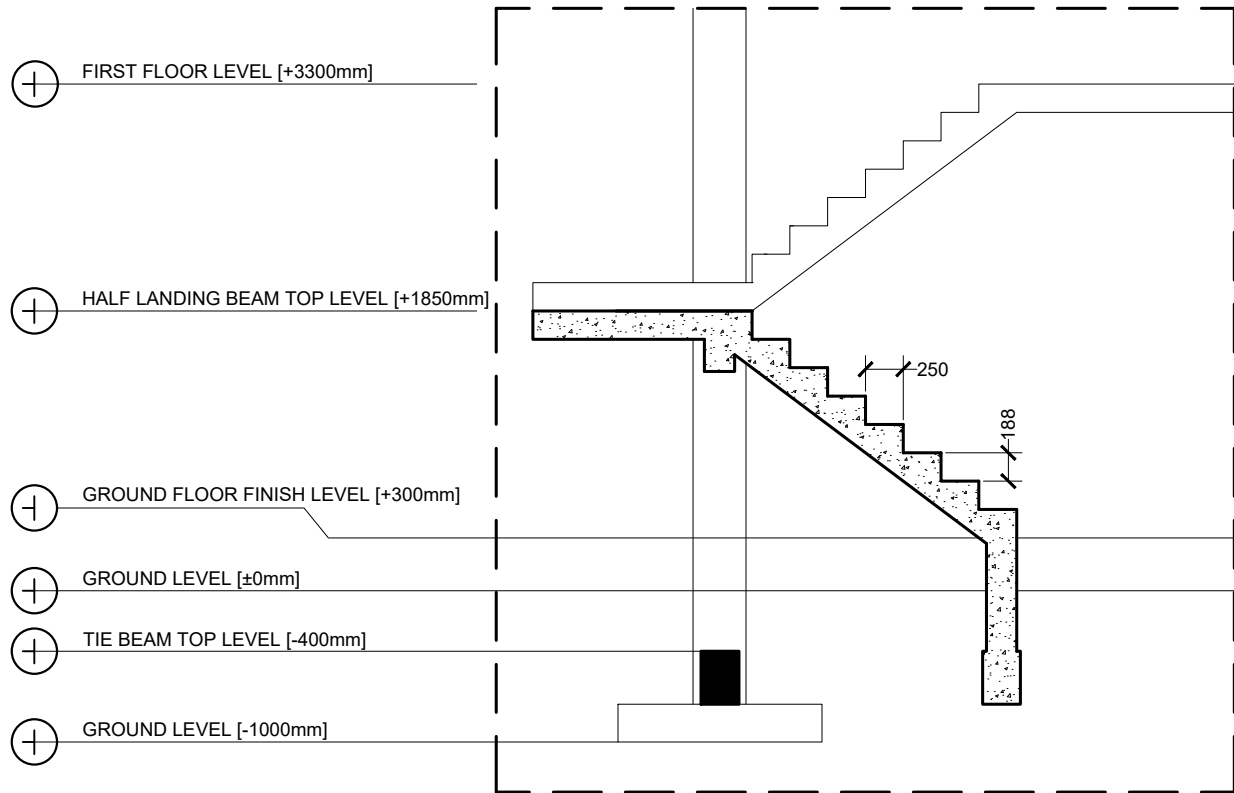 FIRST FLOOR LEVEL [+3300mm]
HALF LANDING BEAM TOP LEVEL [+1850mm]
250
188
GROUND FLOOR FINISH LEVEL [+300mm]
GROUND LEVEL [±0mm]
TIE BEAM TOP LEVEL [-400mm]
GROUND LEVEL [-1000mm]